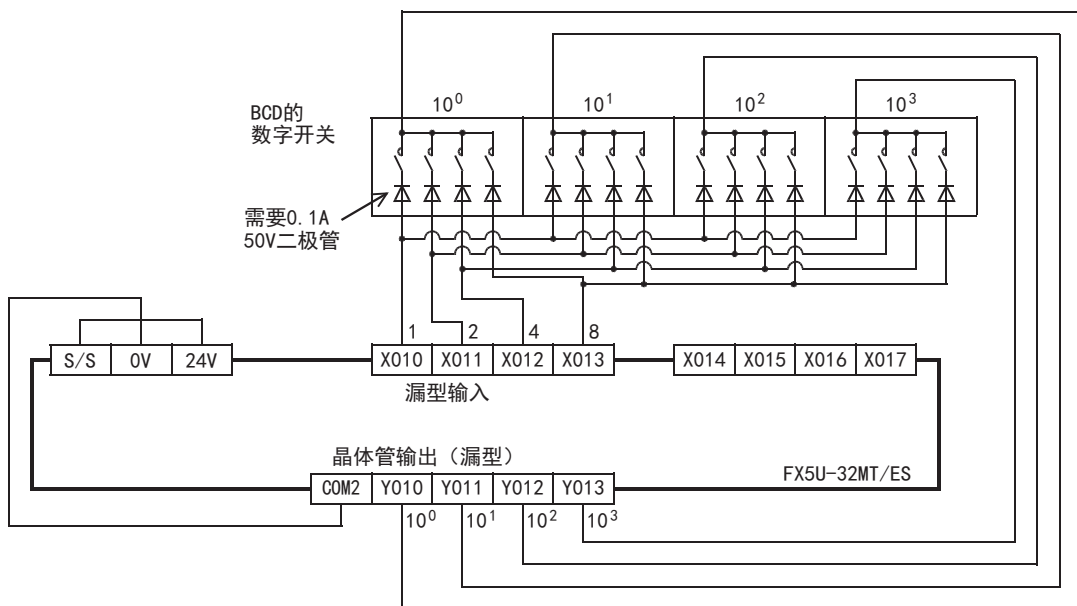 10⁰ 10¹ 10² 10³
BCD的
数字开关
需要0.1A
50V二极管
1 2 4 8
S/S 0V 24V X010 X011 X012 X013 X014 X015 X016 X017
漏型输入
晶体管输出（漏型）
FX5U-32MT/ES
COM2 Y010 Y011 Y012 Y013
10⁰ 10¹ 10² 10³